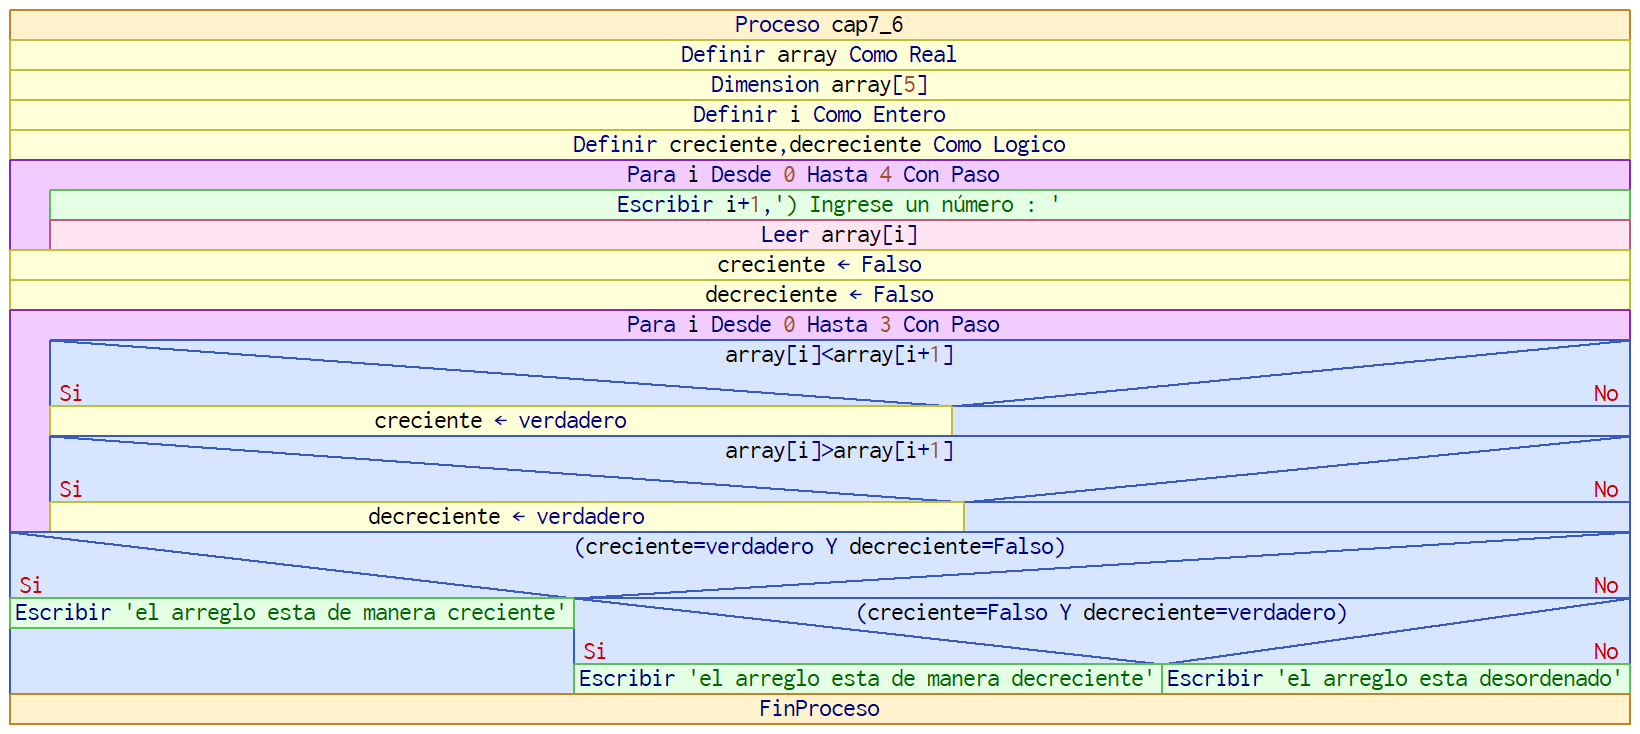 Proceso cap7_6
Definir array Como Real
Dimension array[5]
Definir i Como Entero
Definir creciente,decreciente Como Logico
Para i Desde 0 Hasta 4 Con Paso
Escribir i+1,') Ingrese un número : '
Leer array[i]
creciente ← Falso
decreciente ← Falso
Para i Desde 0 Hasta 3 Con Paso
array[i]<array[i+1]
Si No
creciente ← verdadero
array[i]>array[i+1]
Si No
decreciente ← verdadero
(creciente=verdadero Y decreciente=Falso)
Si No
Escribir 'el arreglo esta de manera creciente' (creciente=Falso Y decreciente=verdadero)
Si No
Escribir 'el arreglo esta de manera decreciente' Escribir 'el arreglo esta desordenado'
FinProceso